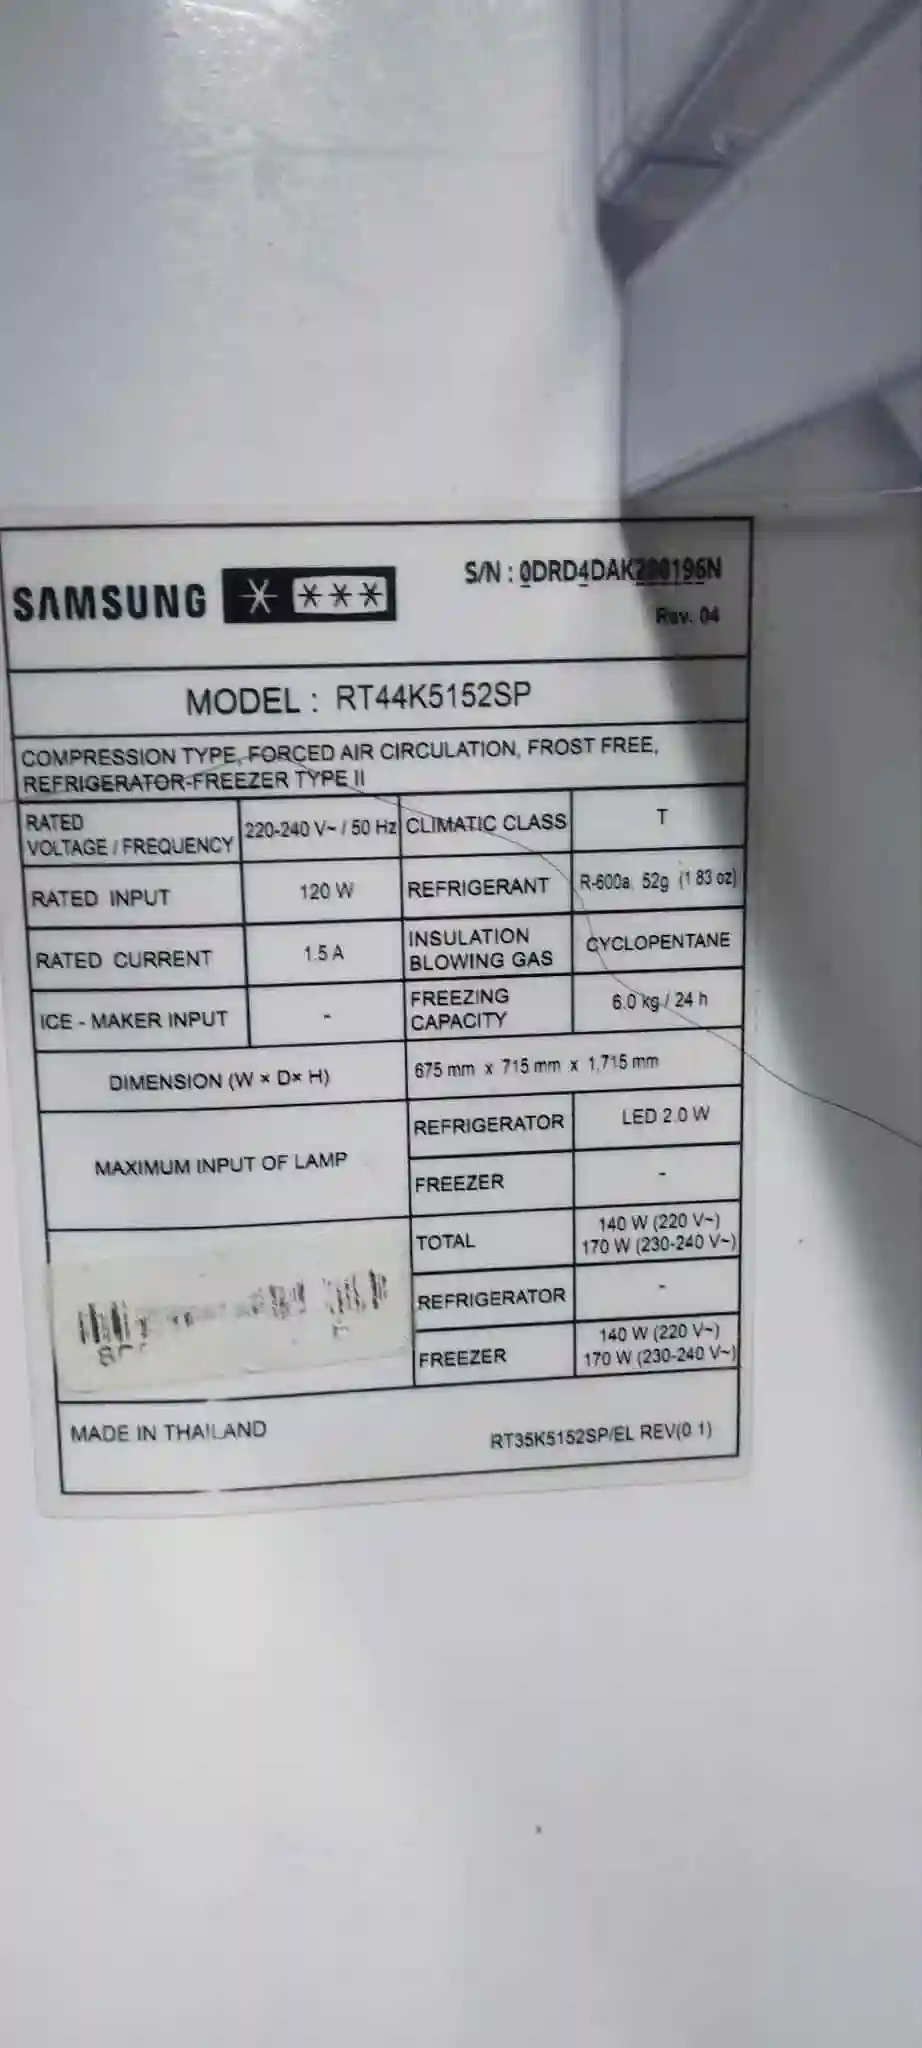 SAMSUNG
S/N : 0DRD4DAK200196N
Rev. 04
MODEL : RT44K5152SP
COMPRESSION TYPE, FORCED AIR CIRCULATION, FROST FREE,
REFRIGERATOR-FREEZER TYPE II
RATED VOLTAGE / FREQUENCY 220-240 V~ / 50 Hz CLIMATIC CLASS T
RATED INPUT 120 W REFRIGERANT R-600a, 52g (1.83 oz)
RATED CURRENT 1.5 A INSULATION BLOWING GAS CYCLOPENTANE
ICE - MAKER INPUT - FREEZING CAPACITY 6.0 kg / 24 h
DIMENSION (W × D× H) 675 mm x 715 mm x 1,715 mm
MAXIMUM INPUT OF LAMP
REFRIGERATOR LED 2.0 W
FREEZER -
TOTAL 140 W (220 V~)
170 W (230-240 V~)
REFRIGERATOR -
FREEZER 140 W (220 V~)
170 W (230-240 V~)
MADE IN THAILAND
RT35K5152SP/EL REV(0.1)